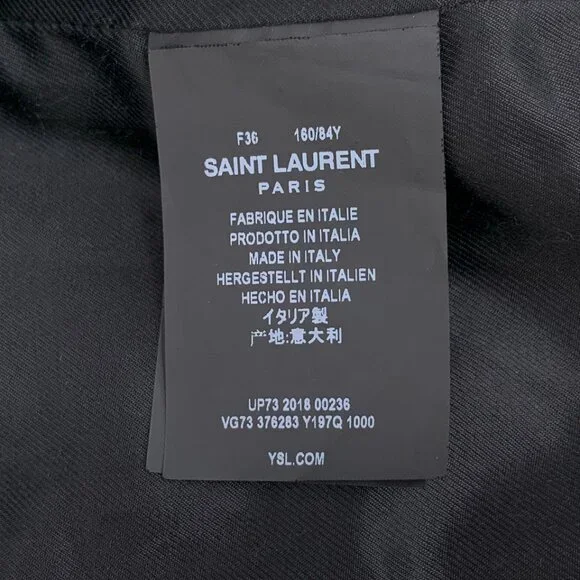 F36 160/84Y
SAINT LAURENT
PARIS
FABRIQUE EN ITALIE
PRODOTTO IN ITALIA
MADE IN ITALY
HERGESTELLT IN ITALIEN
HECHO EN ITALIA
イタリア製
产地:意大利
UP73 2018 00236
VG73 376283 Y197Q 1000
YSL.COM